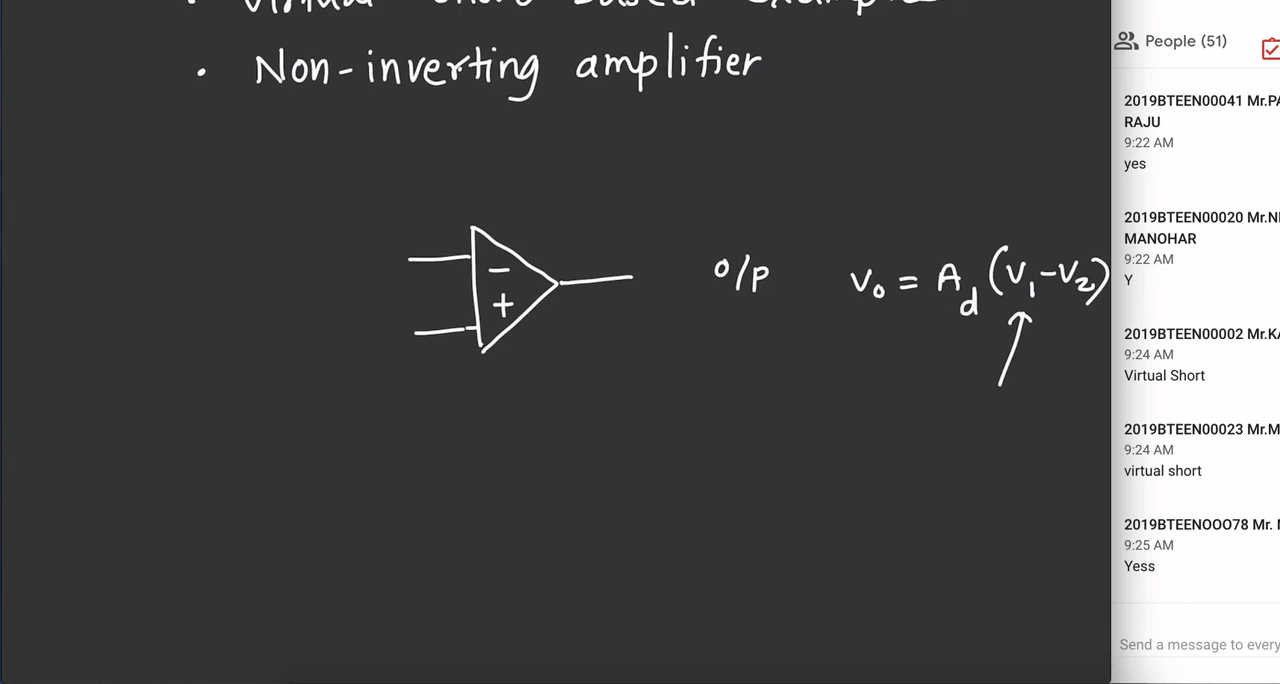 • Non-inverting amplifier
−
+
o/p v₀ = A_d (v₁-v₂)
People (51)
2019BTEEN00041 Mr.PA
RAJU
9:22 AM
yes
2019BTEEN00020 Mr.NI
MANOHAR
9:22 AM
Y
2019BTEEN00002 Mr.KA
9:24 AM
Virtual Short
2019BTEEN00023 Mr.M
9:24 AM
virtual short
2019BTEENOOO78 Mr.
9:25 AM
Yess
Send a message to every